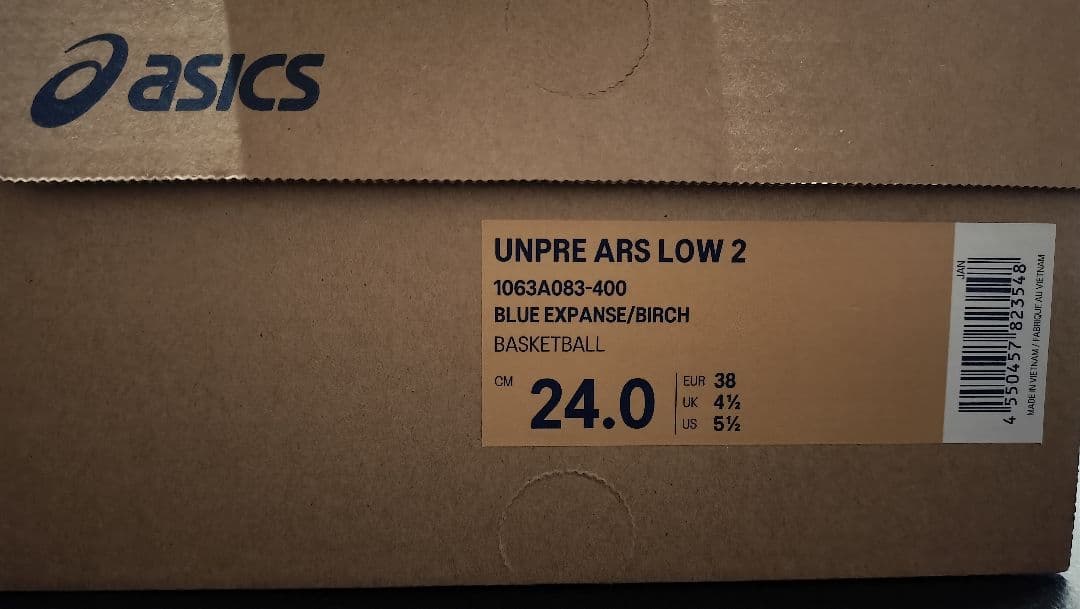 asics
UNPRE ARS LOW 2
1063A083-400
BLUE EXPANSE/BIRCH
BASKETBALL
CM 24.0
EUR 38
UK 4½
US 5½
JAN
4 550457 823548
MADE IN VIETNAM / FABRIQUE AU VIETNAM